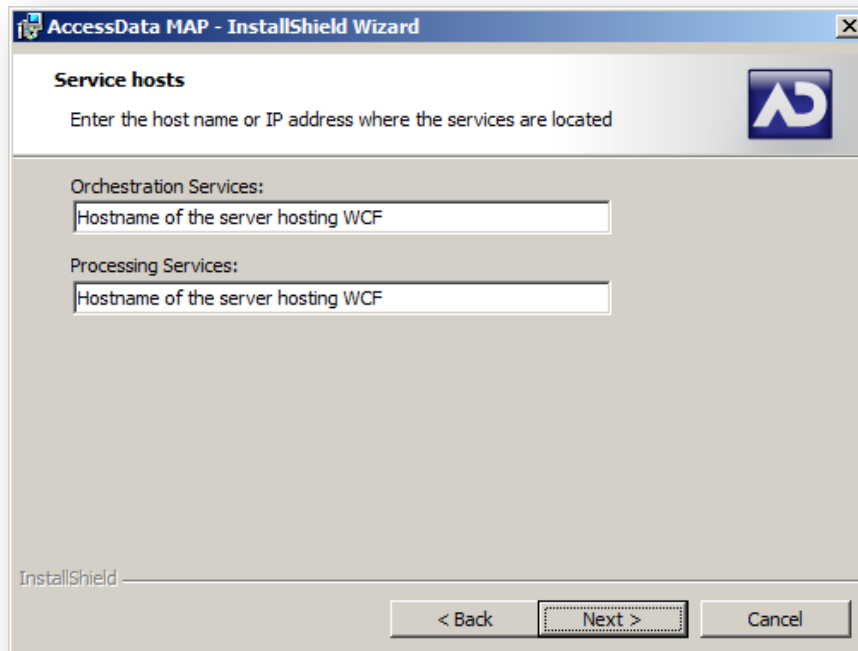 AccessData MAP - InstallShield Wizard
Service hosts
Enter the host name or IP address where the services are located
Orchestration Services:
Hostname of the server hosting WCF
Processing Services:
Hostname of the server hosting WCF
InstallShield
< Back
Next >
Cancel